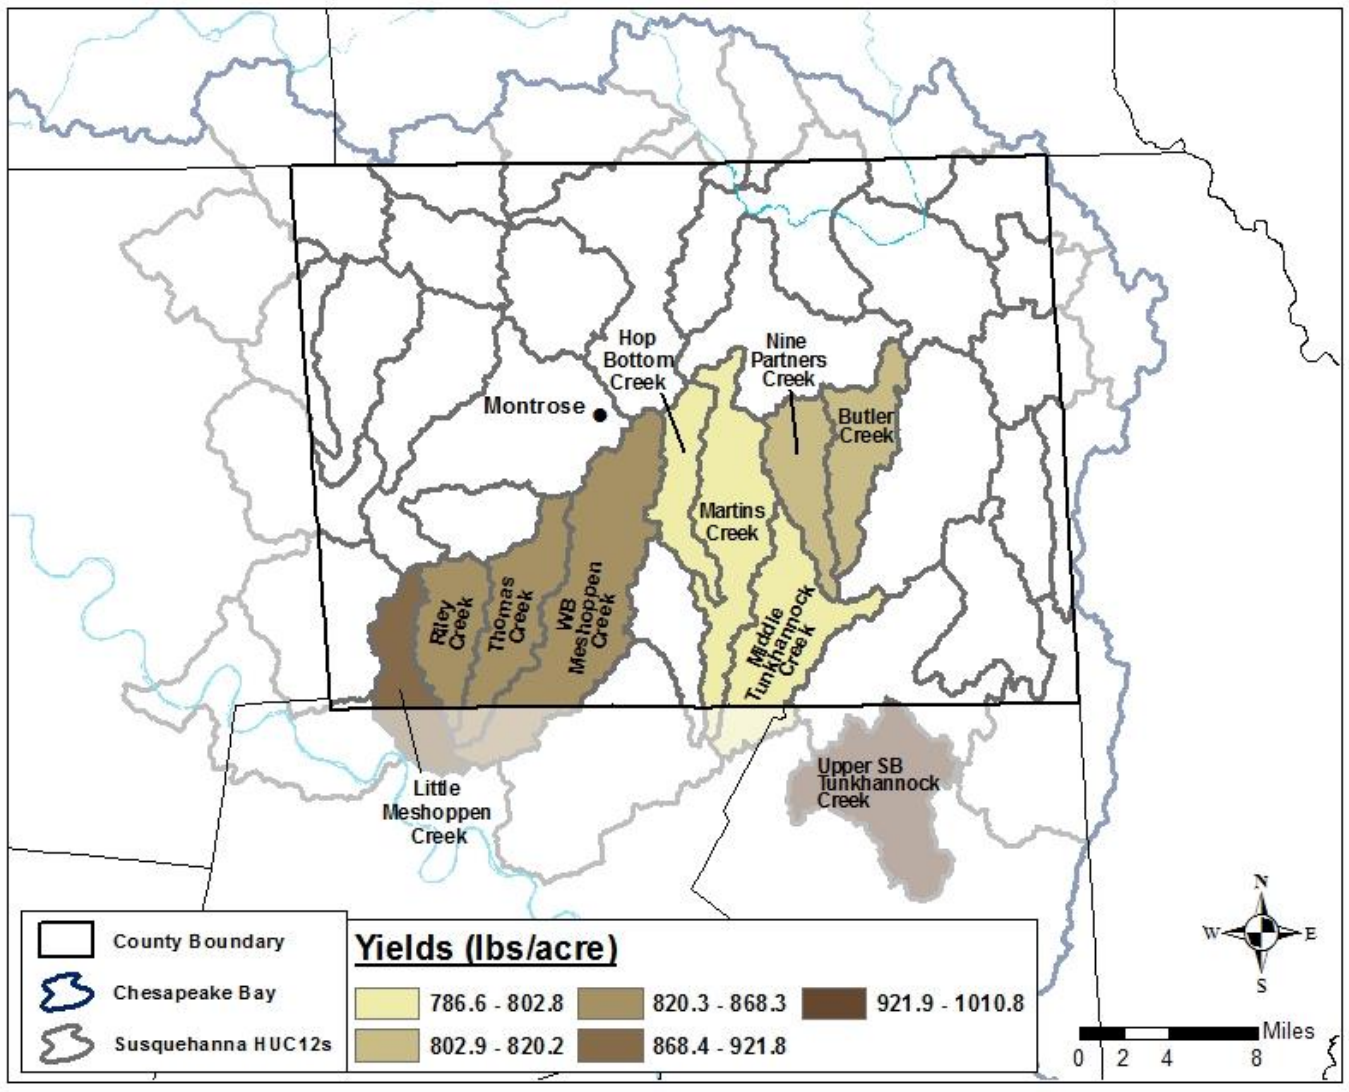 Hop
Bottom
Creek
Nine
Partners
Creek
Montrose
Butler
Creek
Martins
Creek
Riley
Creek
Thomas
Creek
WB
Meshoppen
Creek
Middle
Tunkhannock
Creek
Upper SB
Tunkhannock
Creek
Little
Meshoppen
Creek
N
W
E
S
County Boundary
Chesapeake Bay
Susquehanna HUC12s
Yields (lbs/acre)
786.6 - 802.8
820.3 - 868.3
921.9 - 1010.8
802.9 - 820.2
868.4 - 921.8
Miles
0 2 4 8